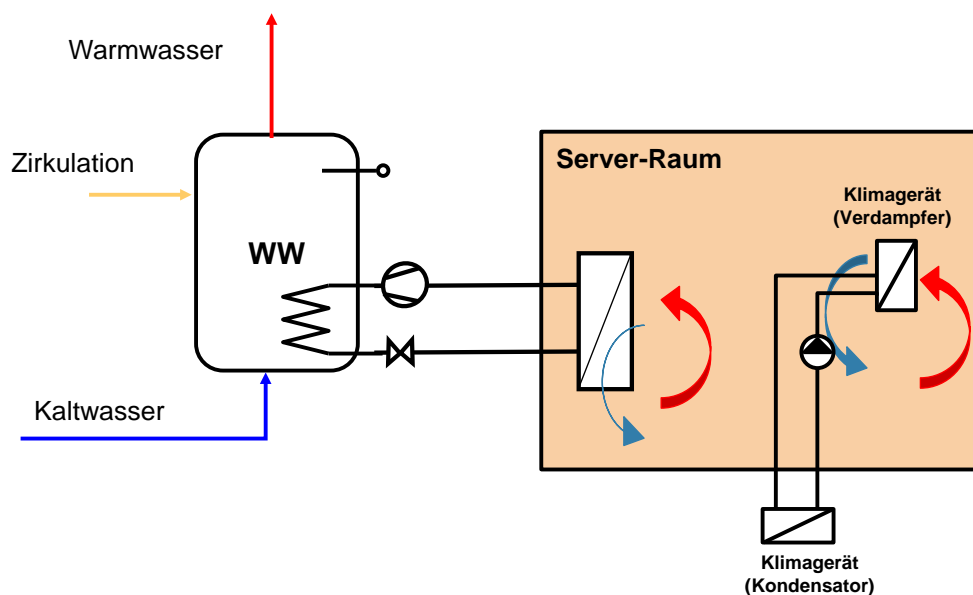 Warmwasser
Zirkulation
Server-Raum
Klimagerät
(Verdampfer)
WW
Kaltwasser
Klimagerät
(Kondensator)